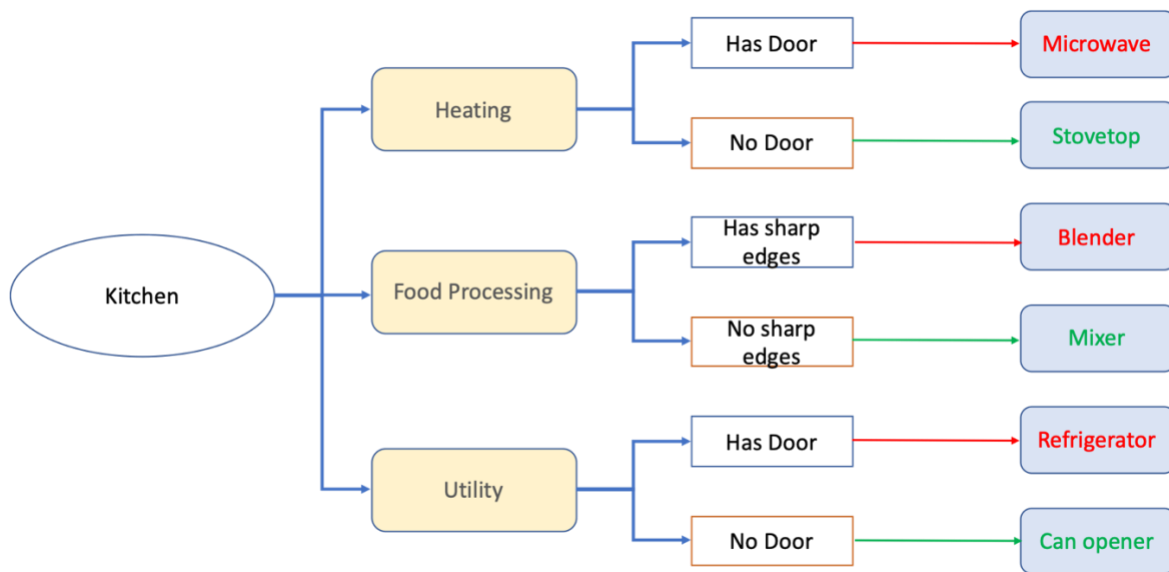 Has Door
Microwave
Heating
No Door
Stovetop
Has sharp
edges
Blender
Kitchen
Food Processing
No sharp
edges
Mixer
Has Door
Refrigerator
Utility
No Door
Can opener